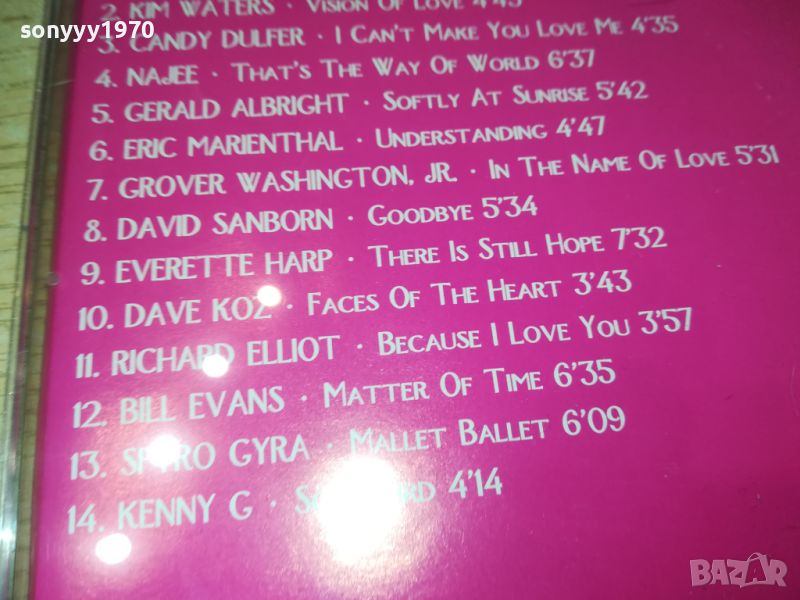 sonyyy1970
2. KIM WATERS · VISION OF LOVE 4'45
3. CANDY DULFER · I CAN'T MAKE YOU LOVE ME 4'35
4. NAJEE · THAT'S THE WAY OF WORLD 6'37
5. GERALD ALBRIGHT · SOFTLY AT SUNRISE 5'42
6. ERIC MARIENTHAL · UNDERSTANDING 4'47
7. GROVER WASHINGTON, JR. · IN THE NAME OF LOVE 5'31
8. DAVID SANBORN · GOODBYE 5'34
9. EVERETTE HARP · THERE IS STILL HOPE 7'32
10. DAVE KOZ · FACES OF THE HEART 3'43
11. RICHARD ELLIOT · BECAUSE I LOVE YOU 3'57
12. BILL EVANS · MATTER OF TIME 6'35
13. SPYRO GYRA · MALLET BALLET 6'09
14. KENNY G · 4'14
BAZAR